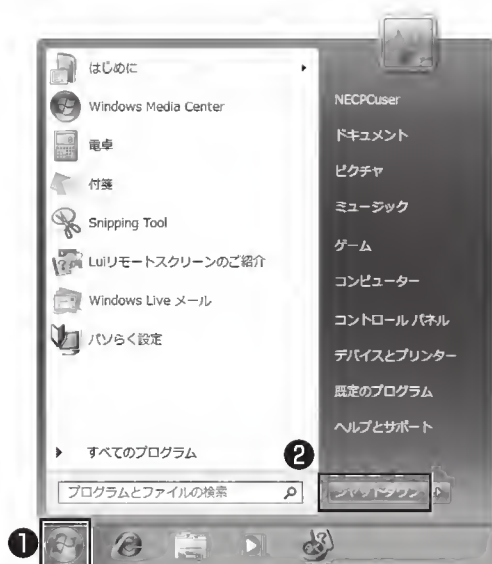 はじめに
Windows Media Center
電卓
付箋
Snipping Tool
Luiリモートスクリーンのご紹介
Windows Live メール
パソらく設定
すべてのプログラム
プログラムとファイルの検索
NECPCuser
ドキュメント
ピクチャ
ミュージック
ゲーム
コンピューター
コントロール パネル
デバイスとプリンター
既定のプログラム
ヘルプとサポート
❷
シャットダウン
❶